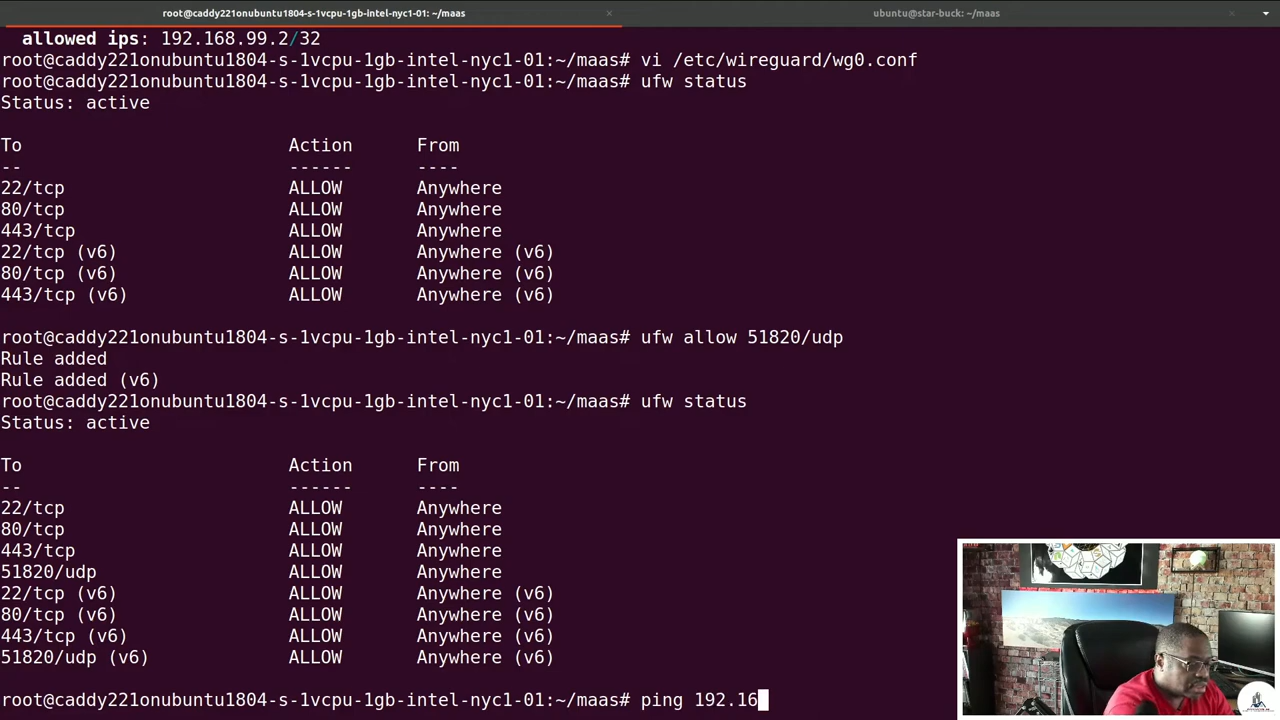 root@caddy221onubuntu1804-s-1vcpu-1gb-intel-nyc1-01: ~/maas × ubuntu@star-buck: ~/maas ×
allowed ips: 192.168.99.2/32
root@caddy221onubuntu1804-s-1vcpu-1gb-intel-nyc1-01:~/maas# vi /etc/wireguard/wg0.conf
root@caddy221onubuntu1804-s-1vcpu-1gb-intel-nyc1-01:~/maas# ufw status
Status: active
To Action From
-- ------ ----
22/tcp ALLOW Anywhere
80/tcp ALLOW Anywhere
443/tcp ALLOW Anywhere
22/tcp (v6) ALLOW Anywhere (v6)
80/tcp (v6) ALLOW Anywhere (v6)
443/tcp (v6) ALLOW Anywhere (v6)
root@caddy221onubuntu1804-s-1vcpu-1gb-intel-nyc1-01:~/maas# ufw allow 51820/udp
Rule added
Rule added (v6)
root@caddy221onubuntu1804-s-1vcpu-1gb-intel-nyc1-01:~/maas# ufw status
Status: active
To Action From
-- ------ ----
22/tcp ALLOW Anywhere
80/tcp ALLOW Anywhere
443/tcp ALLOW Anywhere
51820/udp ALLOW Anywhere
22/tcp (v6) ALLOW Anywhere (v6)
80/tcp (v6) ALLOW Anywhere (v6)
443/tcp (v6) ALLOW Anywhere (v6)
51820/udp (v6) ALLOW Anywhere (v6)
root@caddy221onubuntu1804-s-1vcpu-1gb-intel-nyc1-01:~/maas# ping 192.16